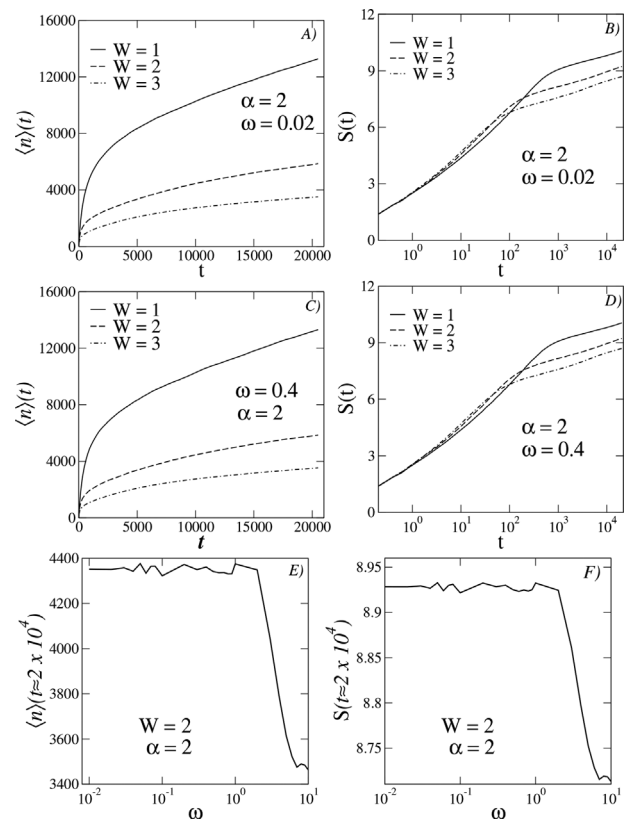 A)
W = 1
W = 2
W = 3
α = 2
ω = 0.02
16000
12000
8000
4000
0
⟨n⟩(t)
0
5000
10000
15000
20000
t
B)
W = 1
W = 2
W = 3
α = 2
ω = 0.02
12
9
6
3
0
S(t)
10^0
10^1
10^2
10^3
10^4
t
C)
W = 1
W = 2
W = 3
ω = 0.4
α = 2
16000
12000
8000
4000
0
⟨n⟩(t)
0
5000
10000
15000
20000
t
D)
W = 1
W = 2
W = 3
α = 2
ω = 0.4
12
9
6
3
0
S(t)
10^0
10^1
10^2
10^3
10^4
t
E)
W = 2
α = 2
4400
4200
4000
3800
3600
3400
⟨n⟩(t≈2 x 10^4)
10^-2
10^-1
10^0
10^1
ω
F)
W = 2
α = 2
8.95
8.9
8.85
8.8
8.75
S(t≈2 x 10^4)
10^-2
10^-1
10^0
10^1
ω